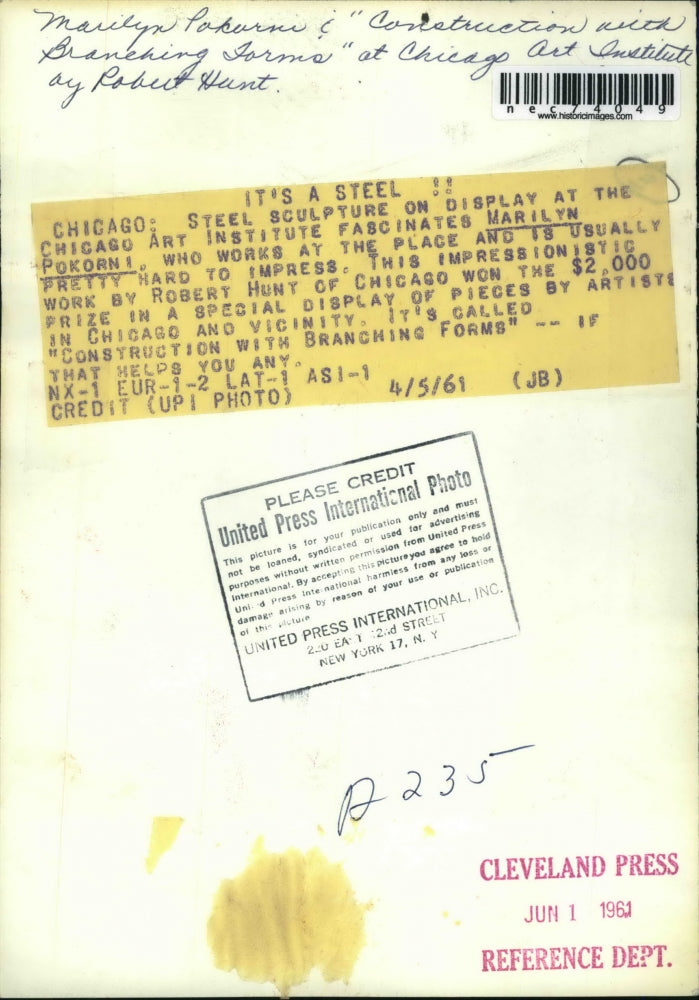 Marilyn Pokorni & "Construction with
Branching Forms" at Chicago Art Institute
by Robert Hunt.
nec74049
www.historicimages.com
IT'S A STEEL !!
CHICAGO: STEEL SCULPTURE ON DISPLAY AT THE
CHICAGO ART INSTITUTE FASCINATES MARILYN
POKORNI, WHO WORKS AT THE PLACE AND IS USUALLY
PRETTY HARD TO IMPRESS. THIS IMPRESSIONISTIC
WORK BY ROBERT HUNT OF CHICAGO WON THE $2,000
PRIZE IN A SPECIAL DISPLAY OF PIECES BY ARTISTS
IN CHICAGO AND VICINITY. IT'S CALLED
"CONSTRUCTION WITH BRANCHING FORMS" -- IF
THAT HELPS YOU ANY.
NX-1 EUR-1-2 LAT-1 ASI-1
CREDIT (UPI PHOTO) 4/5/61 (JB)
PLEASE CREDIT
United Press International Photo
This picture is for your publication only and must
not be loaned, syndicated or used for advertising
purposes without written permission from United Press
International. By accepting this picture you agree to hold
United Press International harmless from any loss or
damage arising by reason of your use or publication
of this picture
UNITED PRESS INTERNATIONAL, INC.
220 EAST 42nd STREET
NEW YORK 17, N. Y
A235
CLEVELAND PRESS
JUN 1 1961
REFERENCE DEPT.